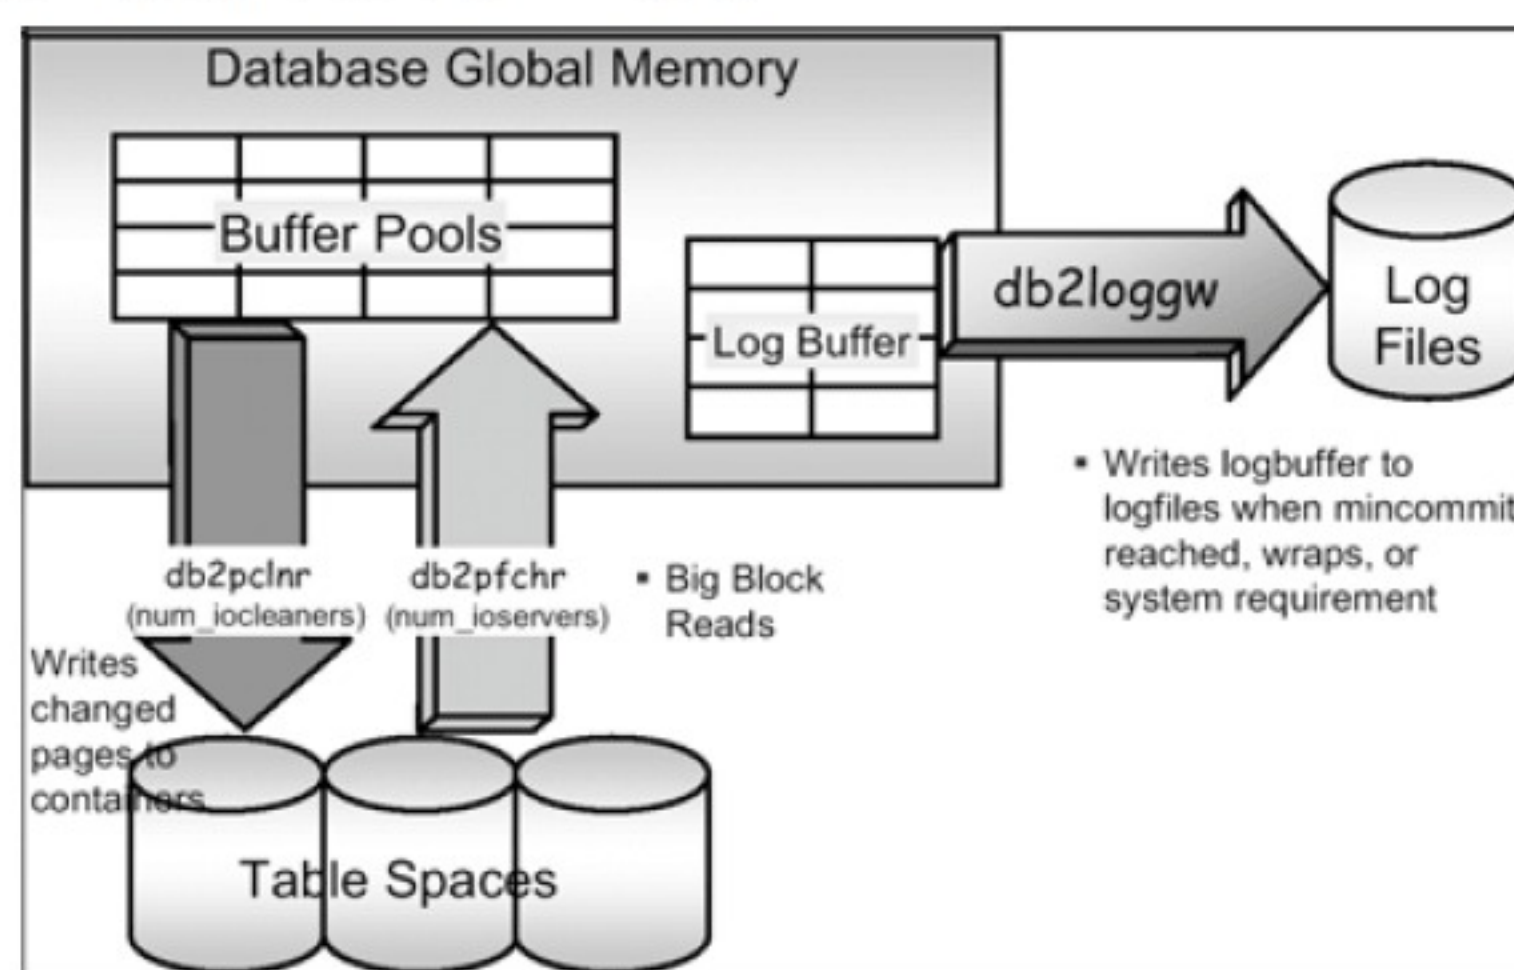 Database Global Memory
Buffer Pools
Log Buffer
db2loggw
Log
Files
▪ Writes logbuffer to
logfiles when mincommit
reached, wraps, or
system requirement
db2pclnr
(num_iocleaners)
db2pfchr
(num_ioservers)
▪ Big Block
Reads
Writes
changed
pages to
containers
Table Spaces